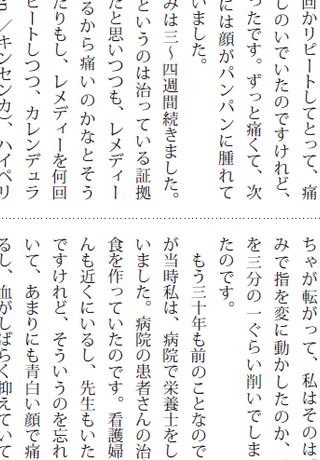 回かリピートしてとって、痛
しのいでいたのですけれど、
ったです。ずっと痛くて、次
には顔がパンパンに腫れて
いました。
みは三〜四週間続きました。
というのは治っている証拠
だと思いつつも、レメディー
るから痛いのかなとそう
たりもし、レメディーを何回
ピートしつつ、カレンデュラ
／キンセンカ)、ハイペリ
ちゃが転がって、私はそのは
みで指を変に動かしたのか、
を三分の一ぐらい削いでしま
たのです。
もう三十年も前のことなので
が当時私は、病院で栄養士をし
いました。病院の患者さんの治
食を作っていたのです。看護婦
んも近くにいるし、先生もいた
ですけれど、そういうのを忘れ
いて、あまりにも青白い顔で痛
るし、血がしばらく抑えていて